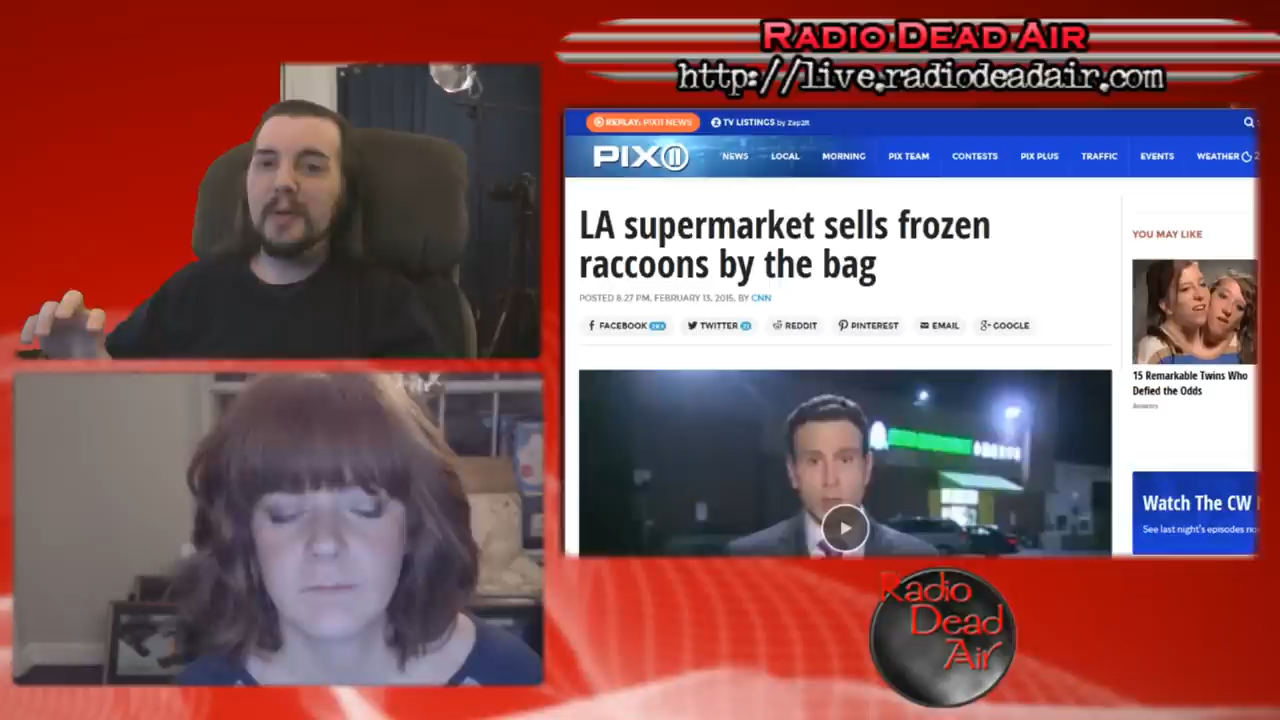 RADIO DEAD AIR
http://live.radiodeadair.com
REPLAY: PIX11 NEWS
TV LISTINGS by Zap2It
PIX 11
NEWS
LOCAL
MORNING
PIX TEAM
CONTESTS
PIX PLUS
TRAFFIC
EVENTS
WEATHER
LA supermarket sells frozen
raccoons by the bag
POSTED 8:27 PM, FEBRUARY 13, 2015, BY CNN
FACEBOOK
TWITTER
REDDIT
PINTEREST
EMAIL
GOOGLE
YOU MAY LIKE
15 Remarkable Twins Who
Defied the Odds
Watch The CW
See last night's episodes
Radio
Dead
Air